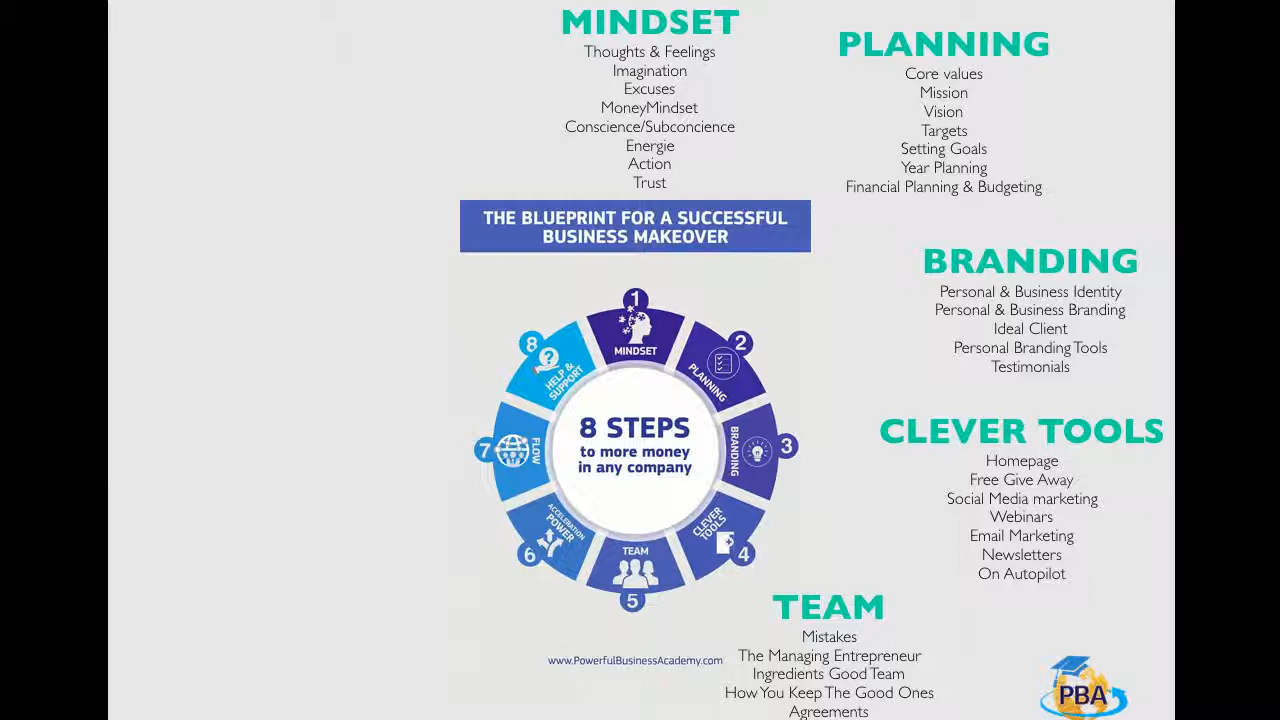 MINDSET
Thoughts & Feelings
Imagination
Excuses
MoneyMindset
Conscience/Subconcience
Energie
Action
Trust
PLANNING
Core values
Mission
Vision
Targets
Setting Goals
Year Planning
Financial Planning & Budgeting
THE BLUEPRINT FOR A SUCCESSFUL
BUSINESS MAKEOVER
BRANDING
Personal & Business Identity
Personal & Business Branding
Ideal Client
Personal Branding Tools
Testimonials
1
MINDSET
2
PLANNING
3
BRANDING
4
CLEVER
TOOLS
5
TEAM
6
ACCELERATION
POWER
7
FLOW
8
HELP &
SUPPORT
8 STEPS
to more money
in any company
CLEVER TOOLS
Homepage
Free Give Away
Social Media marketing
Webinars
Email Marketing
Newsletters
On Autopilot
TEAM
Mistakes
The Managing Entrepreneur
Ingredients Good Team
How You Keep The Good Ones
Agreements
www.PowerfulBusinessAcademy.com
PBA